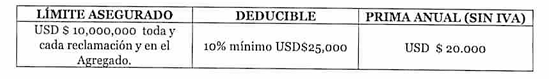 LÍMITE ASEGURADO DEDUCIBLE PRIMA ANUAL (SIN IVA)
USD $ 10,000,000 toda y
cada reclamación y en el
Agregado.
10% mínimo USD$25,000
USD $ 20.000